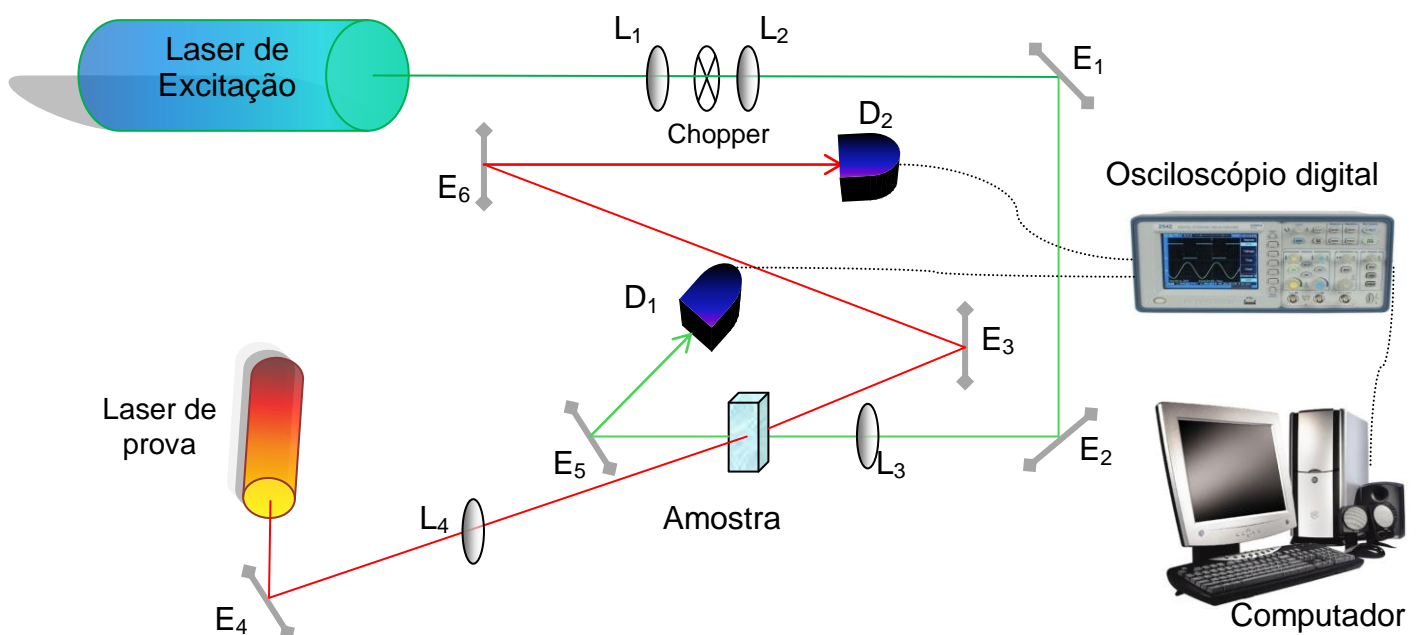 Laser de
Excitação
L1
L2
E1
Chopper
D2
E6
Osciloscópio digital
D1
E3
Laser de
prova
E5
L3
E2
L4
Amostra
E4
Computador